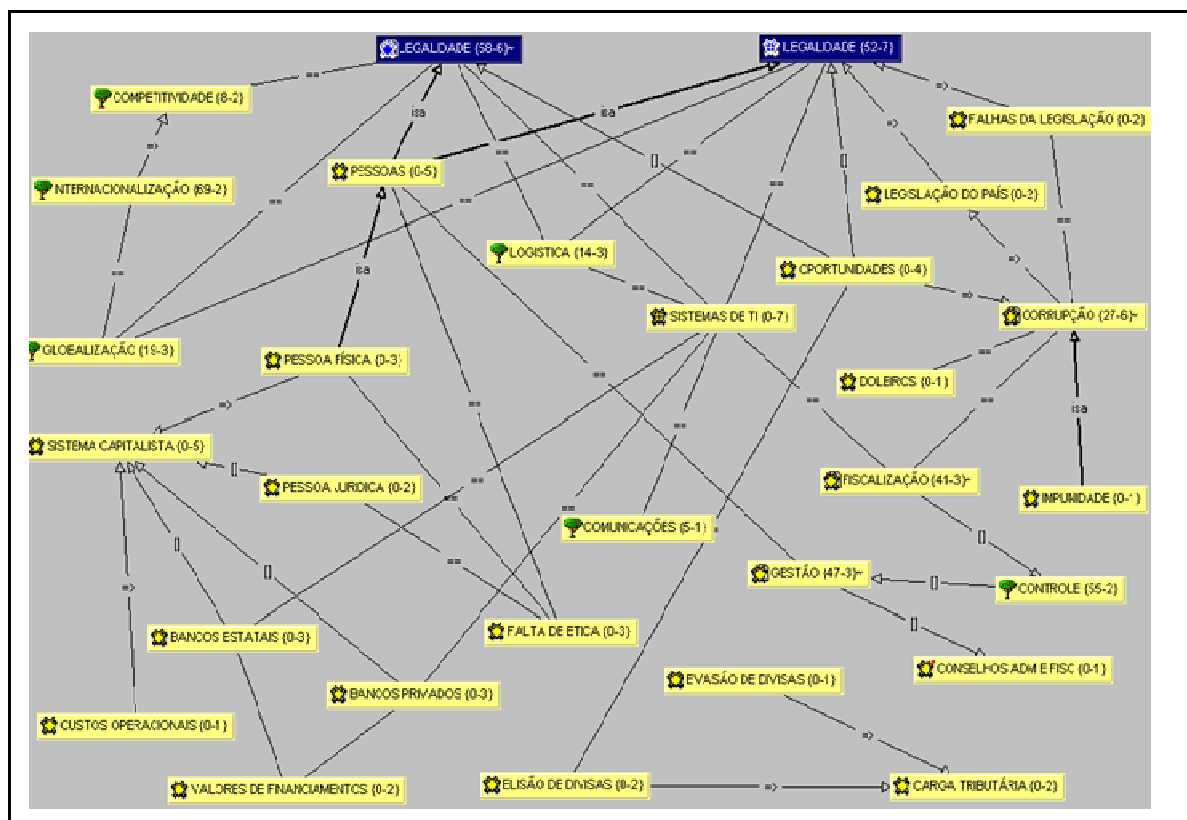 LEGALIDADE {58-6}~
LEGALIDADE {52-7}
==
=>
COMPETITIVIDADE {8-2}
isa
isa
FALHAS DA LEGISLAÇÃO {0-2}
=>
=>
==
==
[]
==
==
[]
PESSOAS {0-5}
NTERNACIONALIZAÇÃO {69-2}
==
==
LEGISLAÇÃO DO PAÍS {0-2}
==
==
LOGISTICA {14-3}
=>
==
==
OPORTUNIDADES {0-4}
=>
SISTEMAS DE TI {0-7}
CORRUPÇÃO {27-6}~
GLOBALIZAÇÃO {19-3}
isa
PESSOA FÍSICA {0-3}
==
==
DOLEIROS {0-1}
==
==
=>
==
isa
SISTEMA CAPITALISTA {0-5}
==
[]
==
FISCALIZAÇÃO {41-3}~
PESSOA JURÍDICA {0-2}
IMPUNIDADE {0-1}
==
==
COMUNICAÇÕES {5-1}
[]
[]
[]
==
GESTÃO {47-3}~
[]
CONTROLE {55-2}
=>
[]
BANCOS ESTATAIS {0-3}
FALTA DE ETICA {0-3}
CONSELHOS ADM E FISC {0-1}
EVASÃO DE DIVISAS {0-1}
BANCOS PRIVADOS {0-3}
CUSTOS OPERACIONAIS {0-1}
=>
VALORES DE FINANCIAMENTOS {0-2}
ELISÃO DE DIVISAS {0-2}
=>
CARGA TRIBUTÁRIA {0-2}